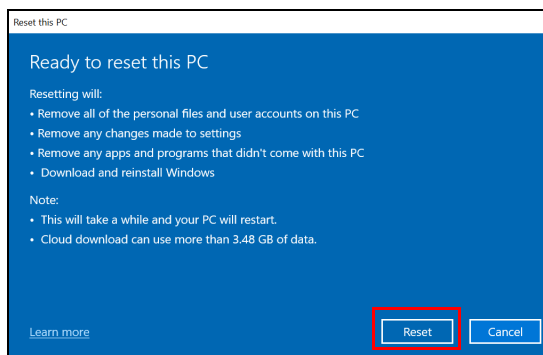 Reset this PC
Ready to reset this PC
Resetting will:
• Remove all of the personal files and user accounts on this PC
• Remove any changes made to settings
• Remove any apps and programs that didn't come with this PC
• Download and reinstall Windows
Note:
• This will take a while and your PC will restart.
• Cloud download can use more than 3.48 GB of data.
Learn more Reset Cancel